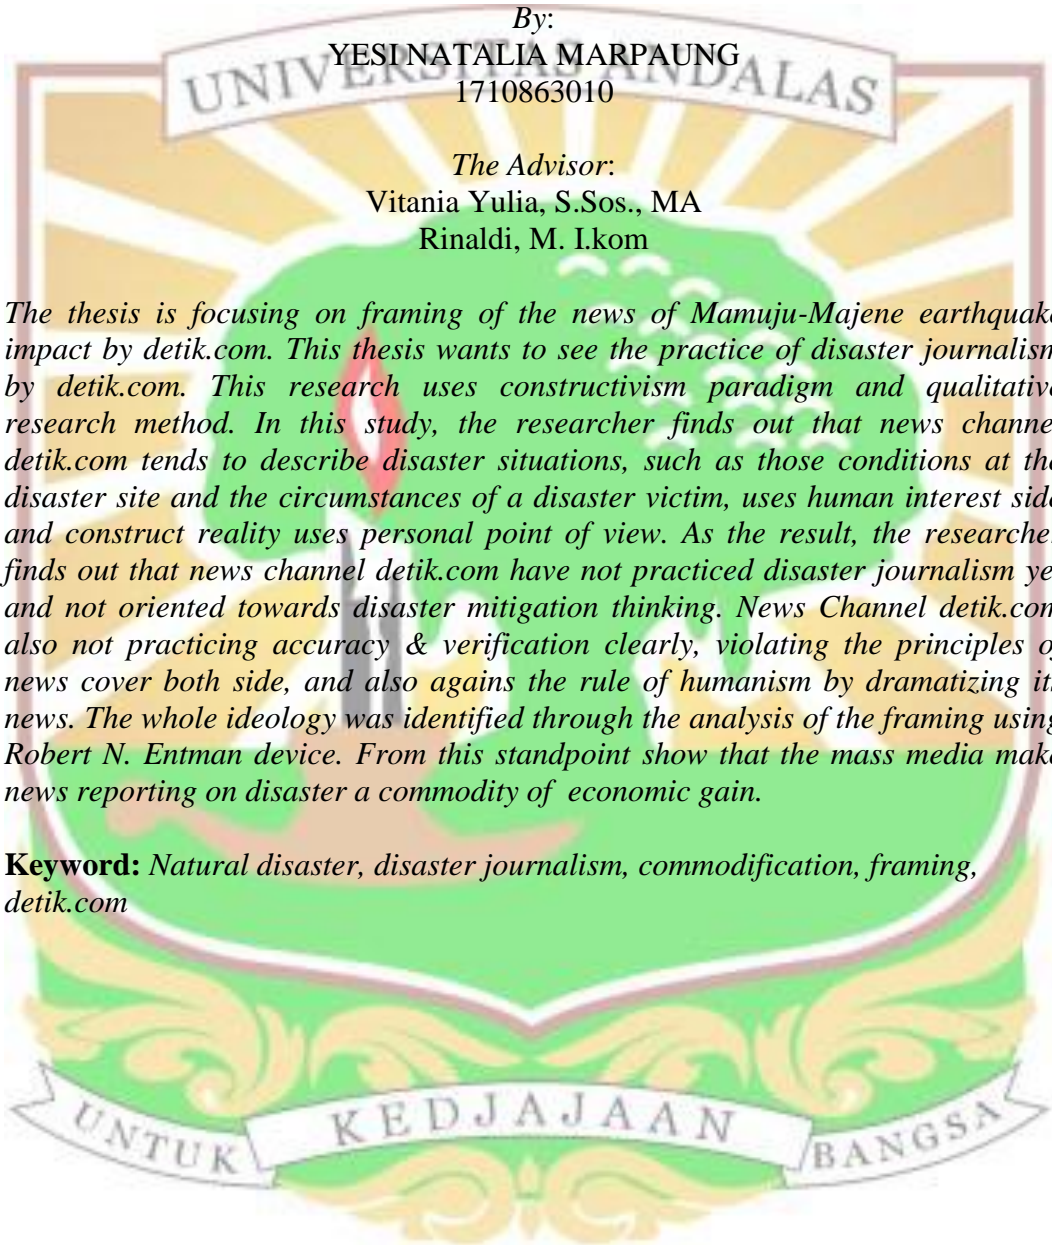 By:
UNIVERSITAS ANDALAS
YESI NATALIA MARPAUNG
1710863010
The Advisor:
Vitania Yulia, S.Sos., MA
Rinaldi, M. I.kom
The thesis is focusing on framing of the news of Mamuju-Majene earthquake
impact by detik.com. This thesis wants to see the practice of disaster journalism
by detik.com. This research uses constructivism paradigm and qualitative
research method. In this study, the researcher finds out that news channe
detik.com tends to describe disaster situations, such as those conditions at the
disaster site and the circumstances of a disaster victim, uses human interest side
and construct reality uses personal point of view. As the result, the researche
finds out that news channel detik.com have not practiced disaster journalism ye
and not oriented towards disaster mitigation thinking. News Channel detik.com
also not practicing accuracy & verification clearly, violating the principles o
news cover both side, and also agains the rule of humanism by dramatizing it
news. The whole ideology was identified through the analysis of the framing using
Robert N. Entman device. From this standpoint show that the mass media make
news reporting on disaster a commodity of economic gain.
Keyword: Natural disaster, disaster journalism, commodification, framing,
detik.com
UNTUK KEDJAJAAN BANGSA